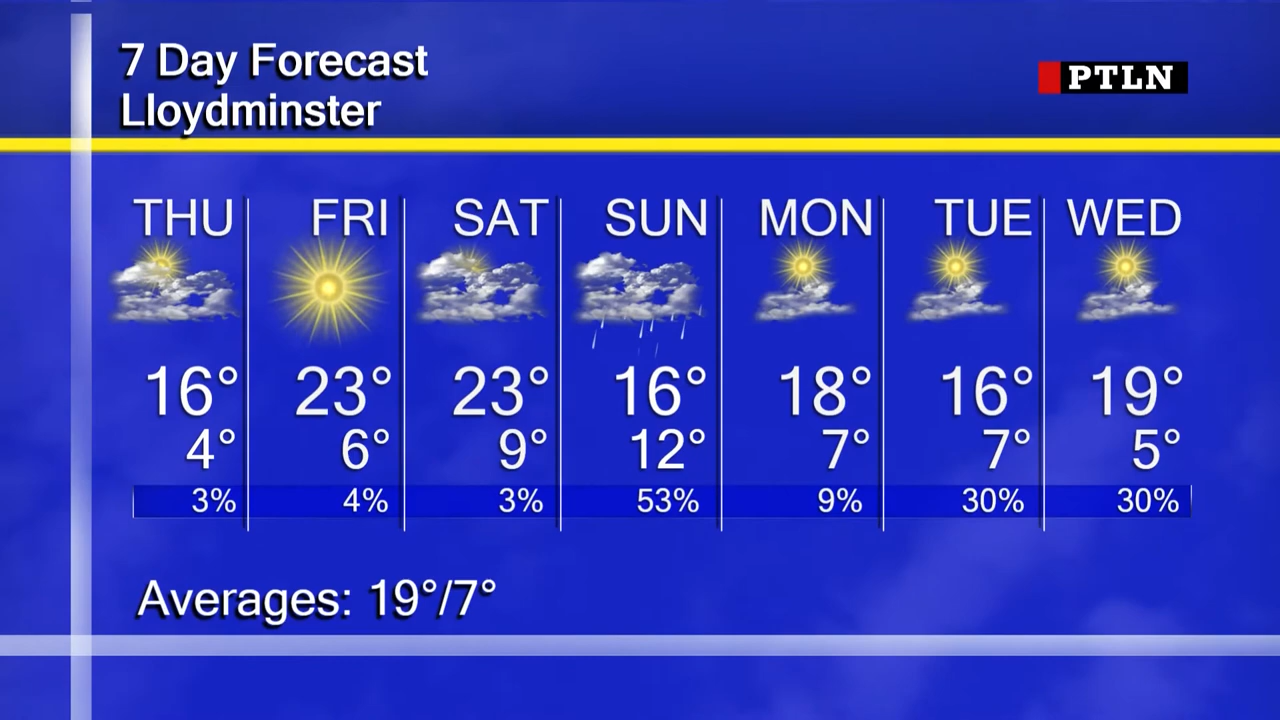 7 Day Forecast
Lloydminster
PTLN
THU FRI SAT SUN MON TUE WED
16° 23° 23° 16° 18° 16° 19°
4° 6° 9° 12° 7° 7° 5°
3% 4% 3% 53% 9% 30% 30%
Averages: 19°/7°